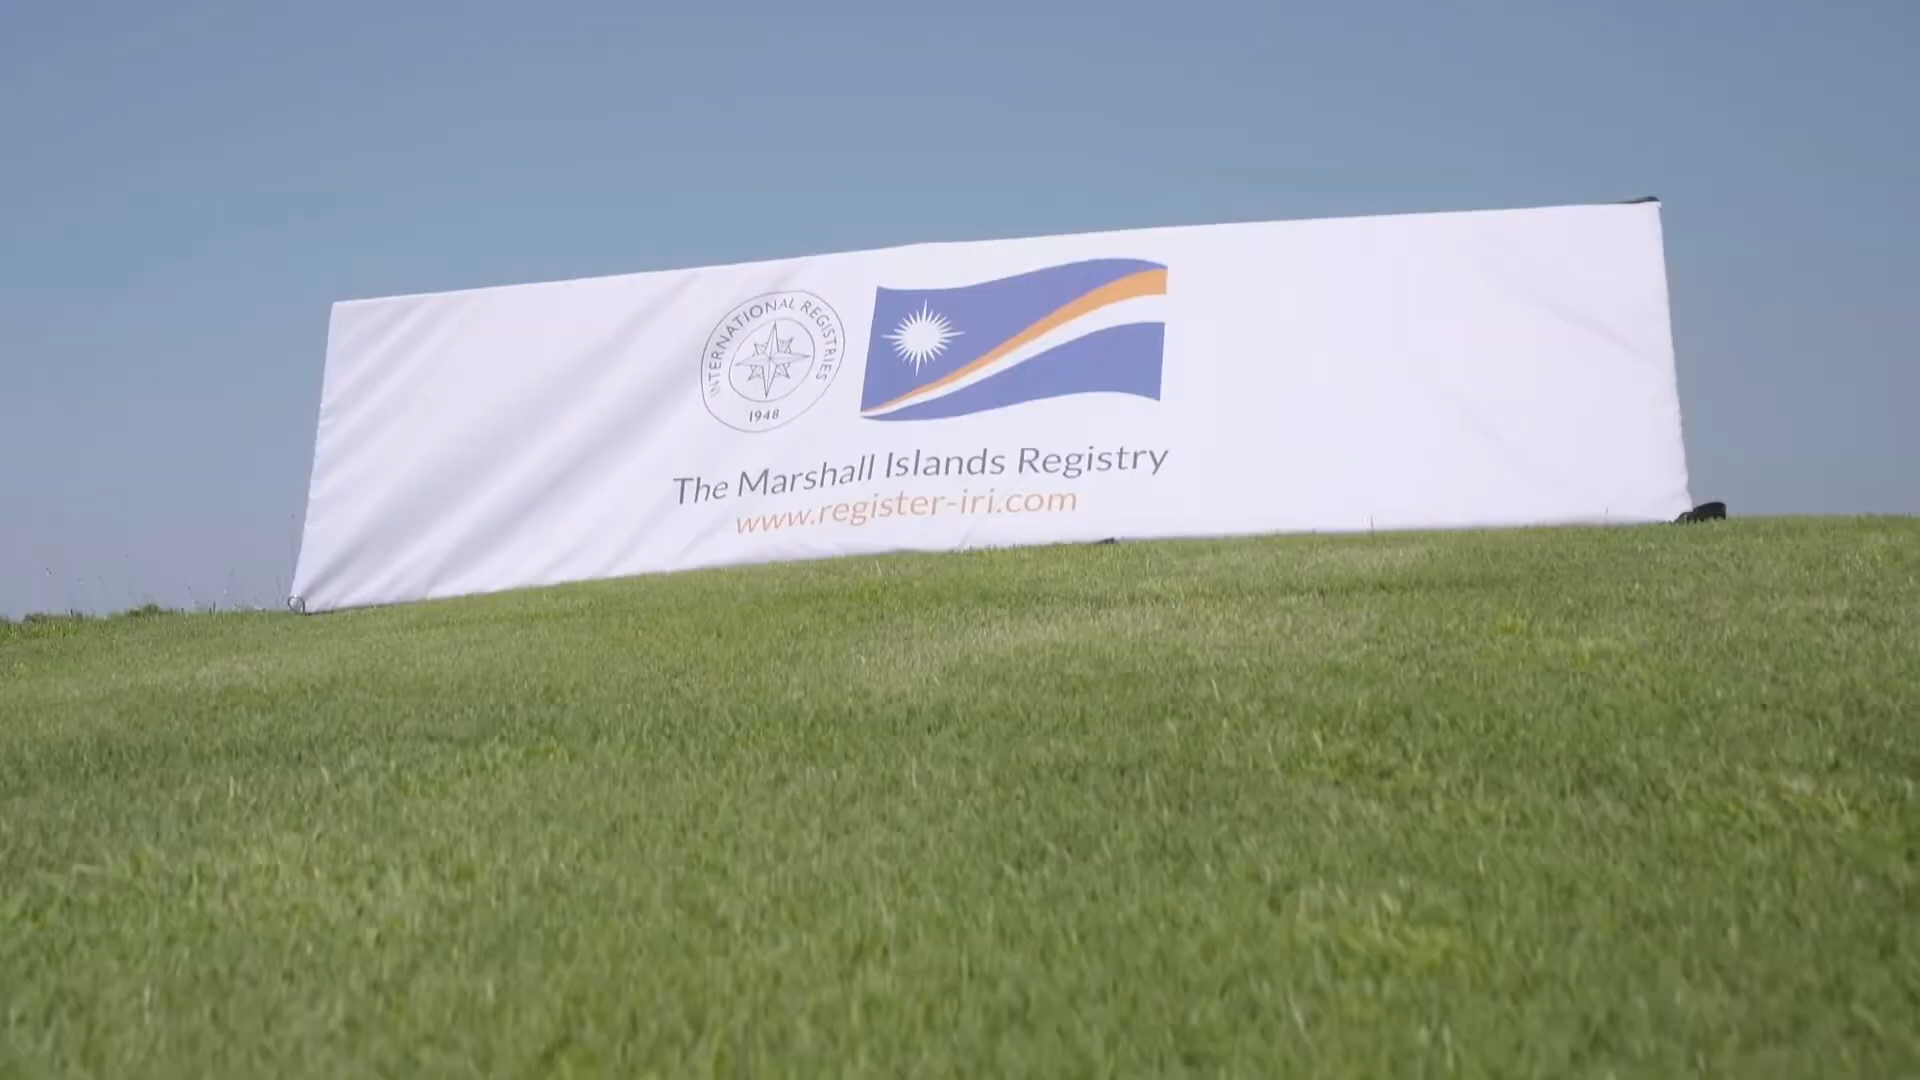 INTERNATIONAL REGISTRIES
1948
The Marshall Islands Registry
www.register-iri.com